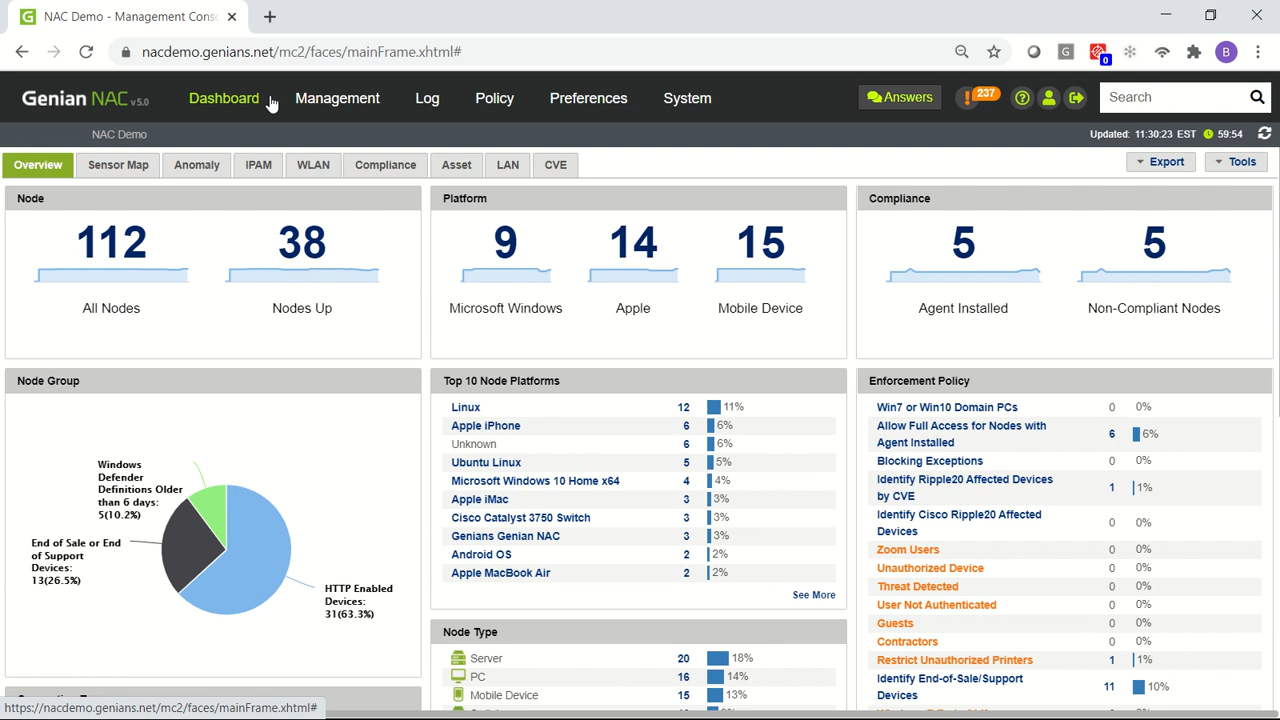 NAC Demo - Management Cons
nacdemo.genians.net/mc2/faces/mainFrame.xhtml#
G
0
B
Genian NAC v5.0
Dashboard
Management
Log
Policy
Preferences
System
Answers
237
Search
NAC Demo
Updated: 11:30:23 EST
59:54
Overview
Sensor Map
Anomaly
IPAM
WLAN
Compliance
Asset
LAN
CVE
Export
Tools
Node
112
38
All Nodes
Nodes Up
Platform
9
14
15
Microsoft Windows
Apple
Mobile Device
Compliance
5
5
Agent Installed
Non-Compliant Nodes
Node Group
Windows
Defender
Definitions Older
than 6 days:
5(10.2%)
End of Sale or End
of Support
Devices:
13(26.5%)
HTTP Enabled
Devices:
31(63.3%)
Top 10 Node Platforms
Linux 12 11%
Apple iPhone 6 6%
Unknown 6 6%
Ubuntu Linux 5 5%
Microsoft Windows 10 Home x64 4 4%
Apple iMac 3 3%
Cisco Catalyst 3750 Switch 3 3%
Genians Genian NAC 3 3%
Android OS 2 2%
Apple MacBook Air 2 2%
See More
Node Type
Server 20 18%
PC 16 14%
Mobile Device 15 13%
Enforcement Policy
Win7 or Win10 Domain PCs 0 0%
Allow Full Access for Nodes with
Agent Installed 6 6%
Blocking Exceptions 0 0%
Identify Ripple20 Affected Devices
by CVE 1 1%
Identify Cisco Ripple20 Affected
Devices 0 0%
Zoom Users 0 0%
Unauthorized Device 0 0%
Threat Detected 0 0%
User Not Authenticated 0 0%
Guests 0 0%
Contractors 0 0%
Restrict Unauthorized Printers 1 1%
Identify End-of-Sale/Support
Devices 11 10%
https://nacdemo.genians.net/mc2/faces/mainFrame.xhtml#